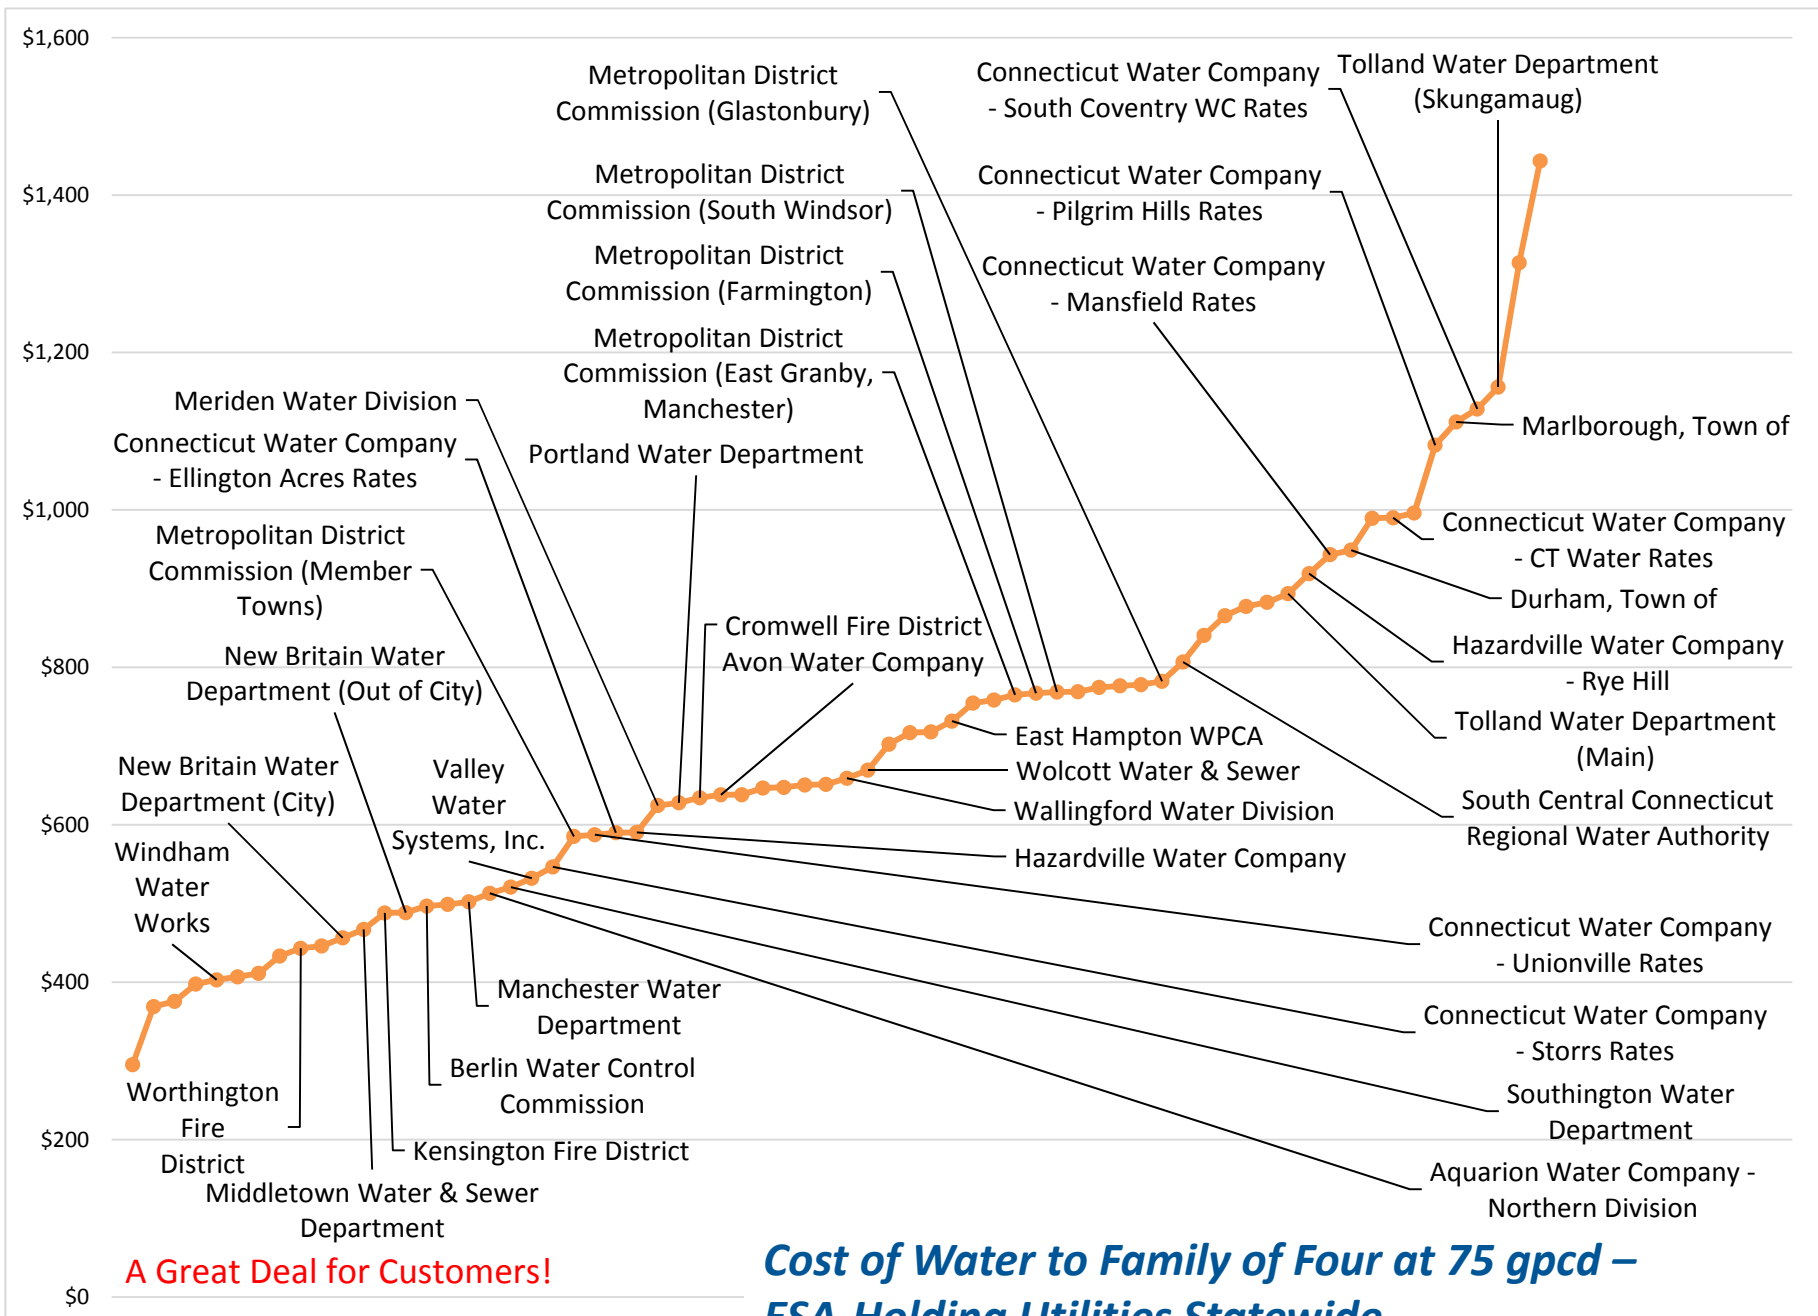 $1,600
$1,400
$1,200
$1,000
$800
$600
$400
$200
$0
Metropolitan District
Commission (Glastonbury)
Connecticut Water Company
- South Coventry WC Rates
Tolland Water Department
(Skungamaug)
Metropolitan District
Commission (South Windsor)
Connecticut Water Company
- Pilgrim Hills Rates
Metropolitan District
Commission (Farmington)
Connecticut Water Company
- Mansfield Rates
Metropolitan District
Commission (East Granby,
Manchester)
Meriden Water Division
Marlborough, Town of
Connecticut Water Company
- Ellington Acres Rates
Portland Water Department
Metropolitan District
Commission (Member
Towns)
Connecticut Water Company
- CT Water Rates
Durham, Town of
Cromwell Fire District
Avon Water Company
New Britain Water
Department (Out of City)
Hazardville Water Company
- Rye Hill
Tolland Water Department
(Main)
East Hampton WPCA
Wolcott Water & Sewer
Wallingford Water Division
New Britain Water
Department (City)
Valley
Water
Systems, Inc.
South Central Connecticut
Regional Water Authority
Hazardville Water Company
Windham
Water
Works
Connecticut Water Company
- Unionville Rates
Manchester Water
Department
Connecticut Water Company
- Storrs Rates
Berlin Water Control
Commission
Worthington
Fire
District
Southington Water
Department
Kensington Fire District
Aquarion Water Company -
Northern Division
Middletown Water & Sewer
Department
A Great Deal for Customers!
Cost of Water to Family of Four at 75 gpcd –
ESA-Holding Utilities Statewide